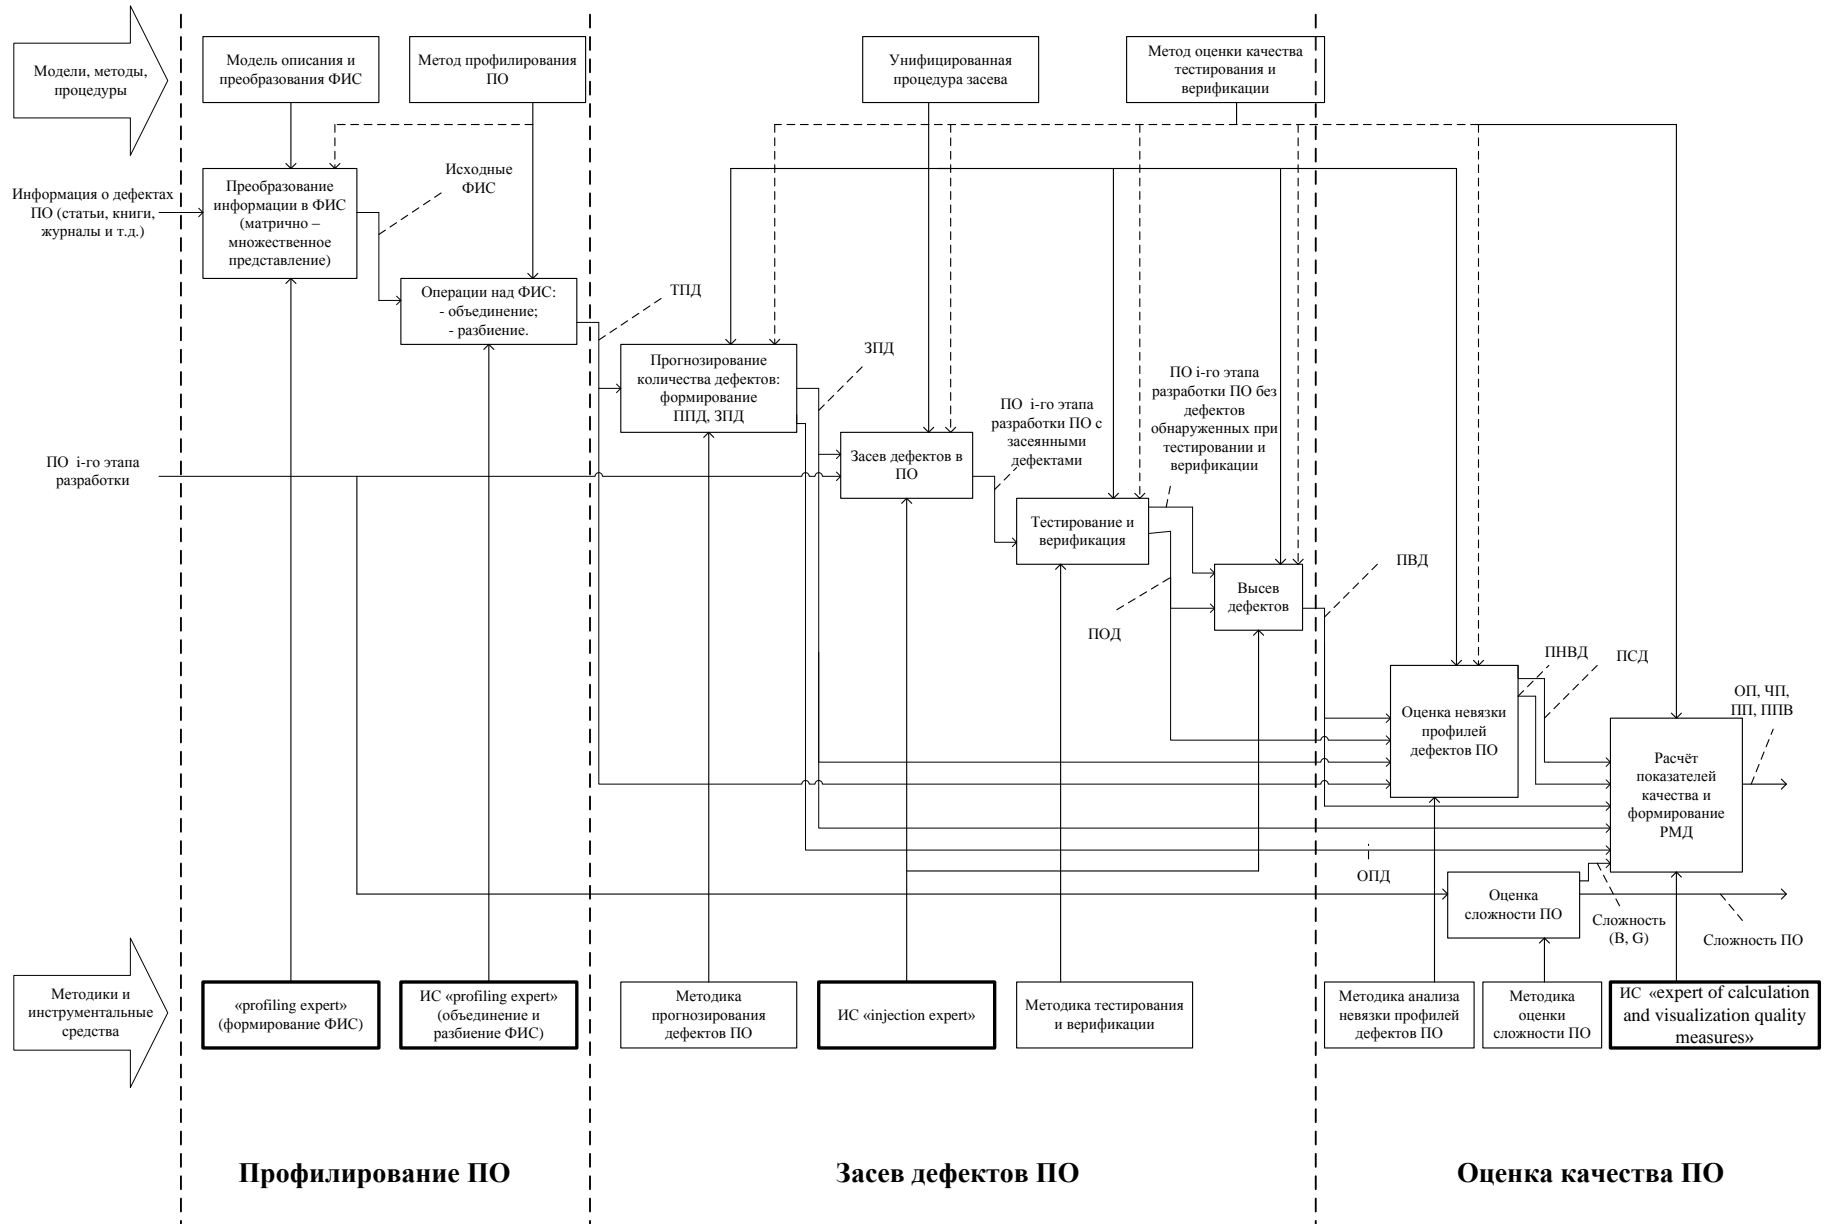 Модели, методы,
процедуры
Модель описания и
преобразования ФИС
Метод профилирования
ПО
Унифицированная
процедура засева
Метод оценки качества
тестирования и
верификации
Информация о дефектах
ПО (статьи, книги,
журналы и т.д.)
Преобразование
информации в ФИС
(матрично –
множественное
представление)
Исходные
ФИС
Операции над ФИС:
- объединение;
- разбиение.
ТПД
Прогнозирование
количества дефектов:
формирование
ППД, ЗПД
ЗПД
ПО i-го этапа
разработки
Засев дефектов в
ПО
ПО i-го этапа
разработки ПО с
засеянными
дефектами
ПО i-го этапа
разработки ПО без
дефектов
обнаруженных при
тестировании и
верификации
Тестирование и
верификация
ПОД
Высев
дефектов
ПВД
Оценка невязки
профилей
дефектов ПО
ПНВД
ПСД
ОП, ЧП,
ПП, ППВ
Расчёт
показателей
качества и
формирование
РМД
ОПД
Оценка
сложности ПО
Сложность
(B, G)
Сложность ПО
Методики и
инструментальные
средства
«profiling expert»
(формирование ФИС)
ИС «profiling expert»
(объединение и
разбиение ФИС)
Методика
прогнозирования
дефектов ПО
ИС «injection expert»
Методика тестирования
и верификации
Методика анализа
невязки профилей
дефектов ПО
Методика
оценки
сложности ПО
ИС «expert of calculation
and visualization quality
measures»
Профилирование ПО
Засев дефектов ПО
Оценка качества ПО